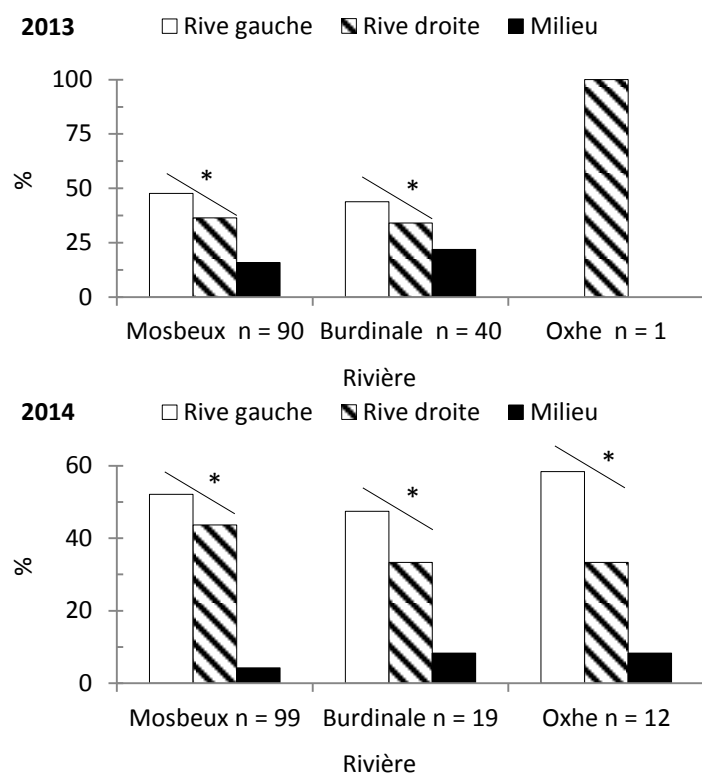 2013 Rive gauche Rive droite Milieu
100
75
50
25
0
%
* *
Mosbeux n = 90 Burdinale n = 40 Oxhe n = 1
Rivière
2014 Rive gauche Rive droite Milieu
60
40
20
0
%
* * *
Mosbeux n = 99 Burdinale n = 19 Oxhe n = 12
Rivière